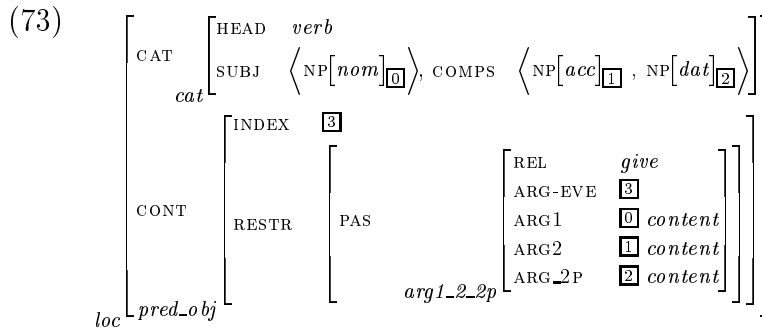 (73)
CAT
HEAD verb
SUBJ ⟨NP[nom]0⟩, COMPS ⟨NP[acc]1 , NP[dat]2⟩
cat
INDEX 3
CONT
RESTR
PAS
REL give
ARG-EVE 3
ARG1 0 content
ARG2 1 content
ARG_2P 2 content
arg1_2_2p
pred_obj
loc